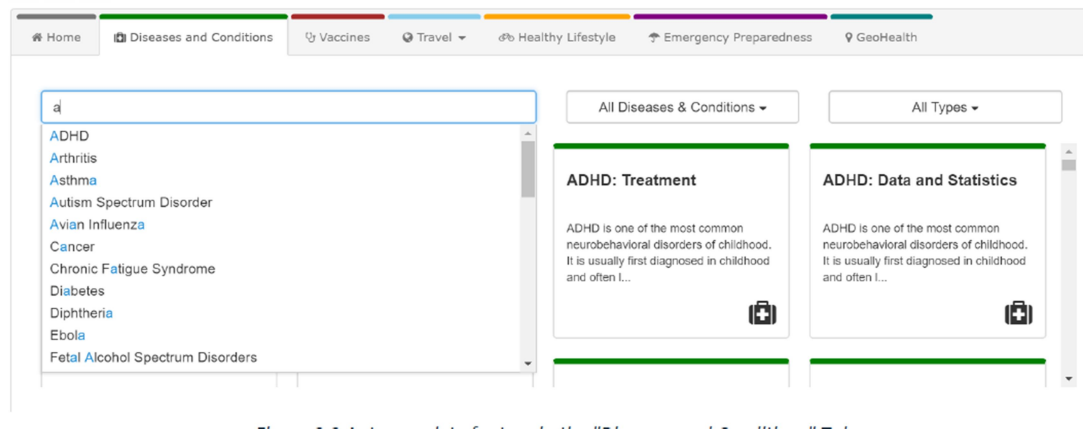 Home Diseases and Conditions Vaccines Travel Healthy Lifestyle Emergency Preparedness GeoHealth
a All Diseases & Conditions All Types
ADHD
Arthritis
Asthma
Autism Spectrum Disorder
Avian Influenza
Cancer
Chronic Fatigue Syndrome
Diabetes
Diphtheria
Ebola
Fetal Alcohol Spectrum Disorders
ADHD: Treatment
ADHD is one of the most common
neurobehavioral disorders of childhood.
It is usually first diagnosed in childhood
and often l...
ADHD: Data and Statistics
ADHD is one of the most common
neurobehavioral disorders of childhood.
It is usually first diagnosed in childhood
and often l...